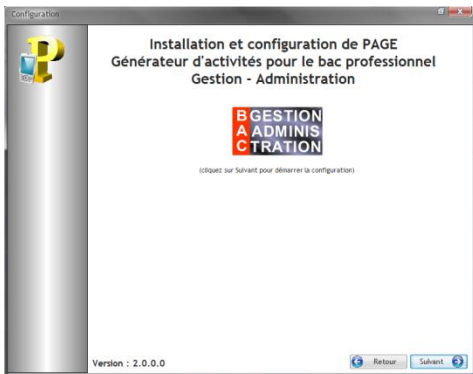 Configuration
Installation et configuration de PAGE
Générateur d'activités pour le bac professionnel
Gestion - Administration
BGESTION
A ADMINIS
CTRATION
(cliquez sur Suivant pour démarrer la configuration)
Version : 2.0.0.0
Retour
Suivant